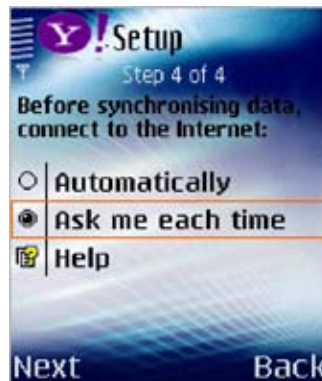 Y! Setup
Step 4 of 4
Before synchronising data,
connect to the Internet:
Automatically
Ask me each time
Help
Next Back